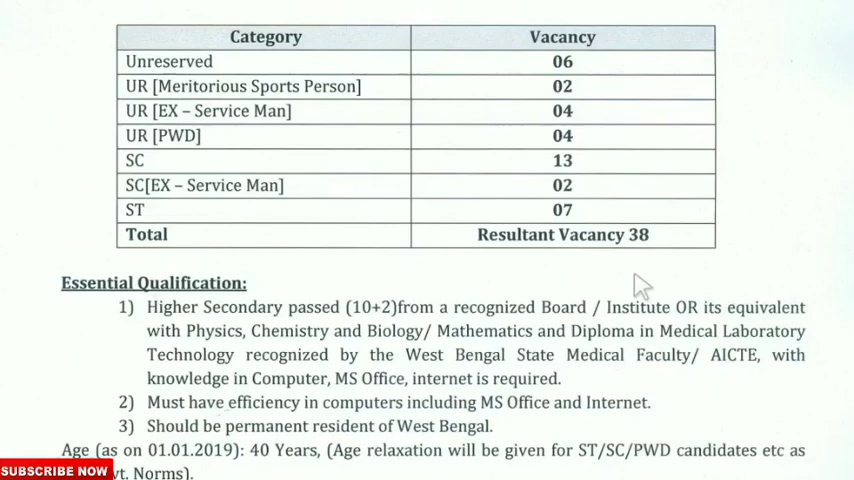 Category Vacancy
Unreserved 06
UR [Meritorious Sports Person] 02
UR [EX – Service Man] 04
UR [PWD] 04
SC 13
SC[EX – Service Man] 02
ST 07
Total Resultant Vacancy 38
Essential Qualification:
1) Higher Secondary passed (10+2)from a recognized Board / Institute OR its equivalent
with Physics, Chemistry and Biology/ Mathematics and Diploma in Medical Laboratory
Technology recognized by the West Bengal State Medical Faculty/ AICTE, with
knowledge in Computer, MS Office, internet is required.
2) Must have efficiency in computers including MS Office and Internet.
3) Should be permanent resident of West Bengal.
Age (as on 01.01.2019): 40 Years, (Age relaxation will be given for ST/SC/PWD candidates etc as
Norms).
SUBSCRIBE NOW